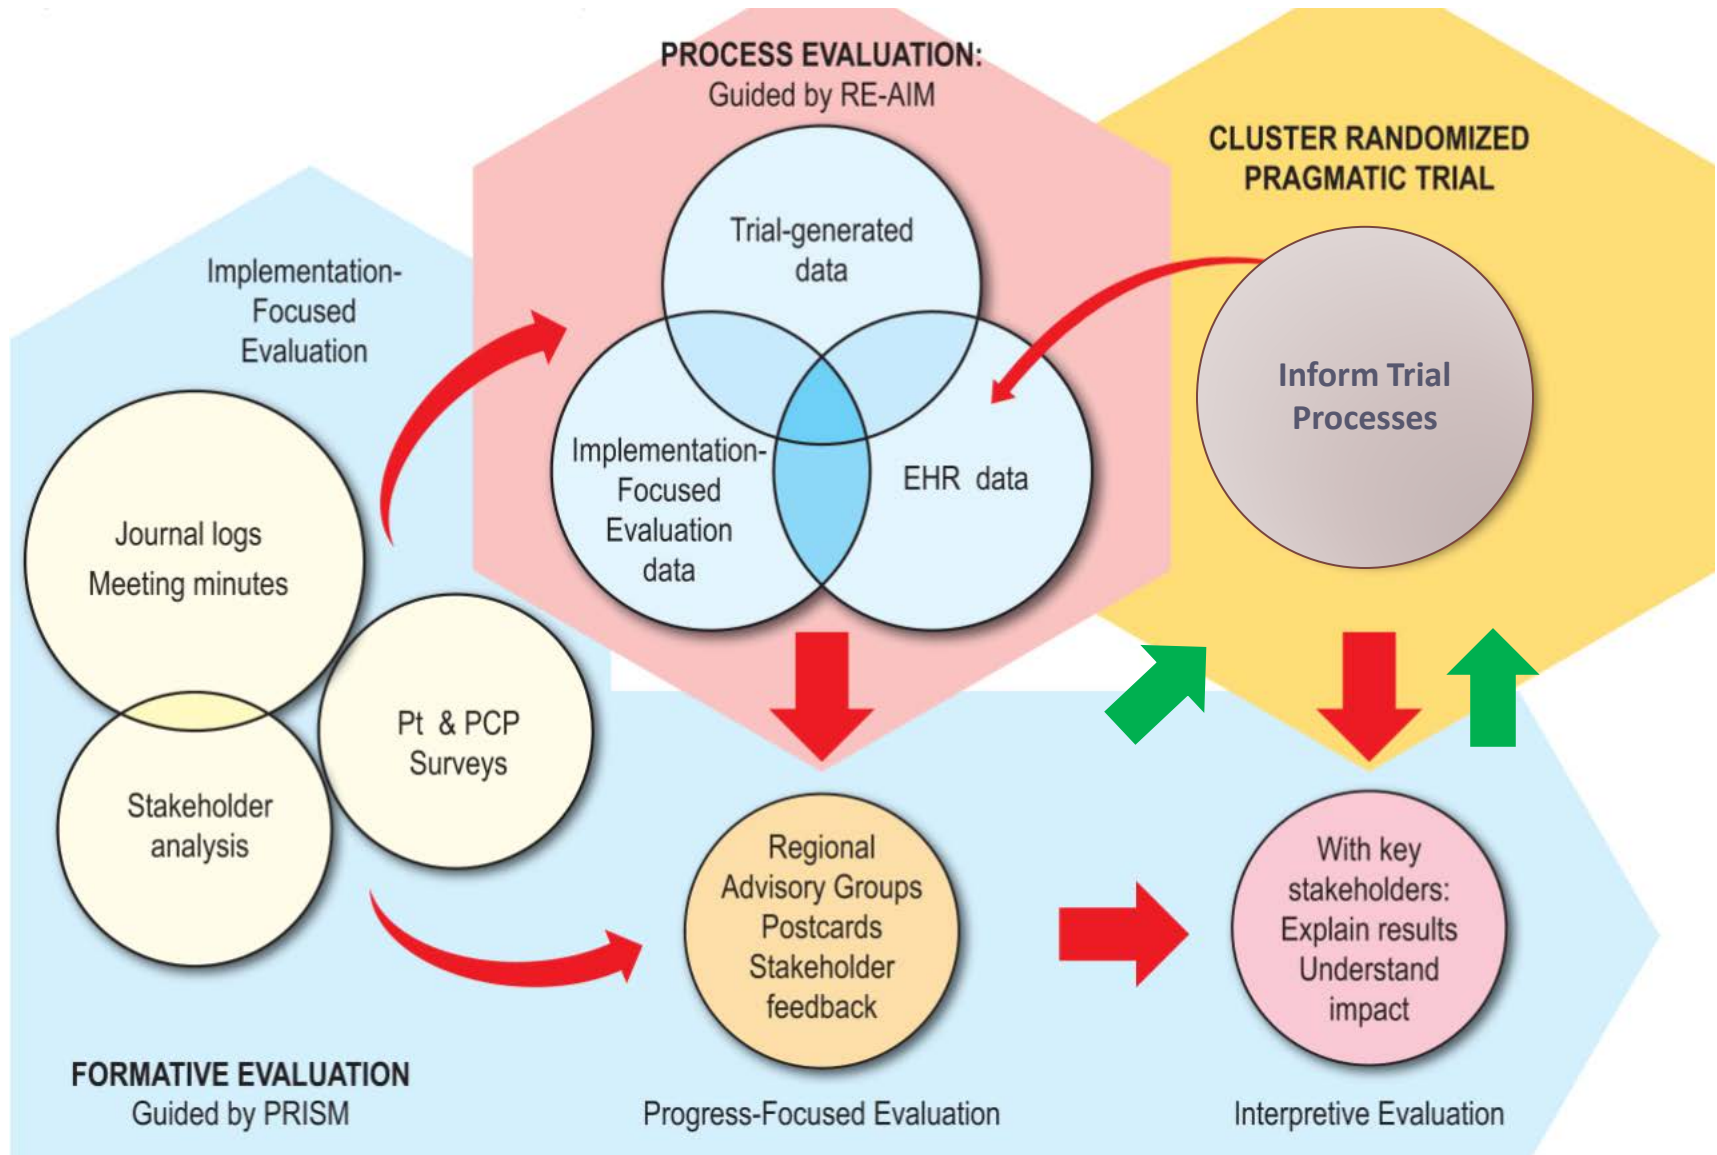 PROCESS EVALUATION:
Guided by RE-AIM
CLUSTER RANDOMIZED
PRAGMATIC TRIAL
Trial-generated
data
Implementation-
Focused
Evaluation
data
EHR data
Inform Trial
Processes
Implementation-
Focused
Evaluation
Journal logs
Meeting minutes
Pt & PCP
Surveys
Stakeholder
analysis
Regional
Advisory Groups
Postcards
Stakeholder
feedback
With key
stakeholders:
Explain results
Understand
impact
FORMATIVE EVALUATION
Guided by PRISM
Progress-Focused Evaluation
Interpretive Evaluation